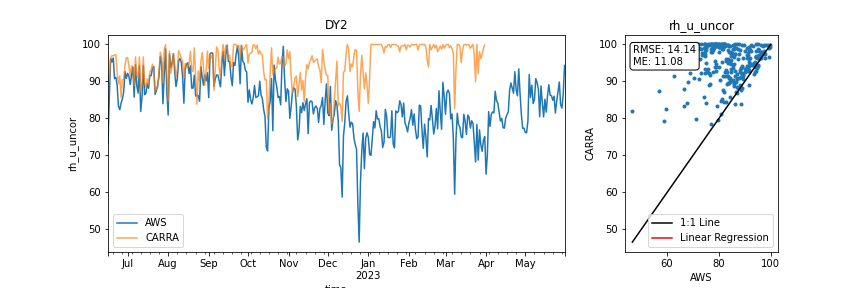 DY2
rh_u_uncor
100
90
80
70
60
50
rh_u_uncor
AWS
CARRA
Jul
Aug
Sep
Oct
Nov
Dec
Jan
2023
Feb
Mar
Apr
May
time
rh_u_uncor
RMSE: 14.14
ME: 11.08
100
90
80
70
60
50
CARRA
1:1 Line
Linear Regression
60
80
100
AWS